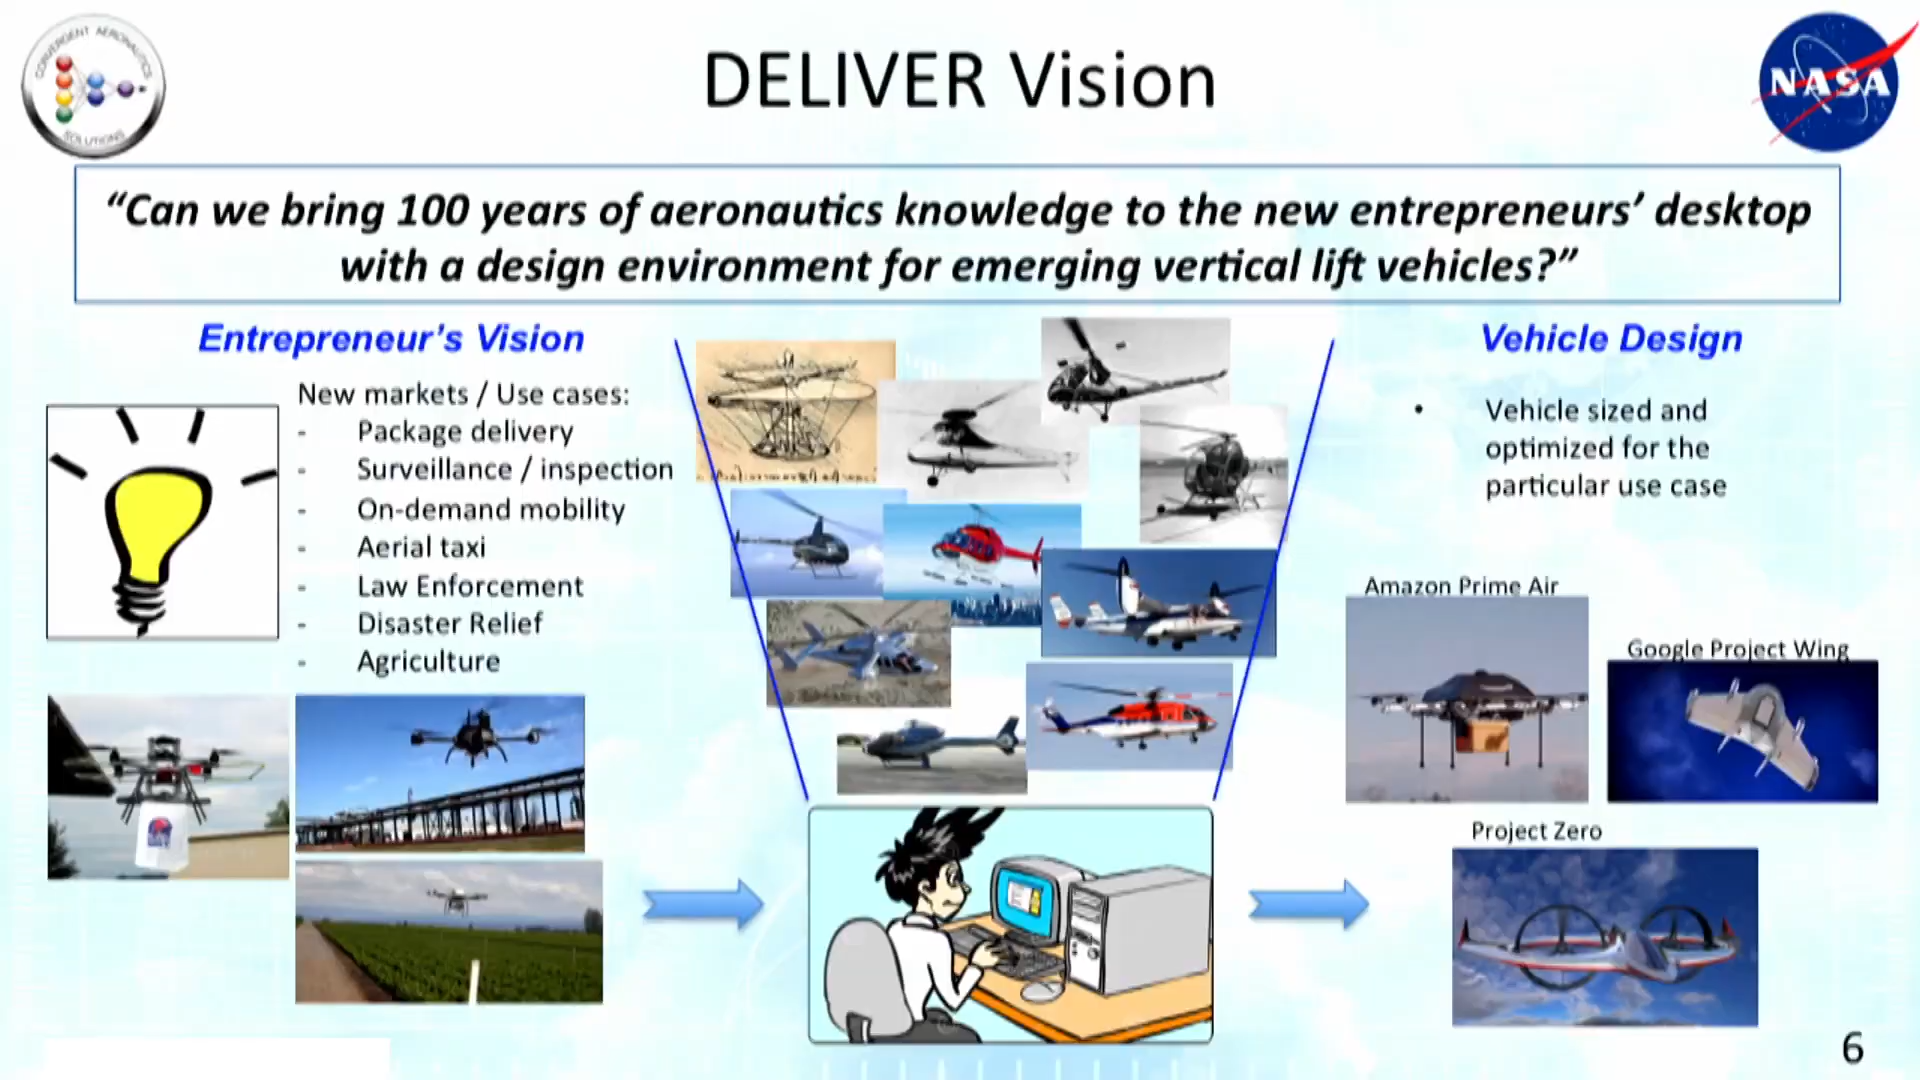 CONVERGENT AERONAUTICS
SOLUTIONS
DELIVER Vision
NASA
“Can we bring 100 years of aeronautics knowledge to the new entrepreneurs’ desktop
with a design environment for emerging vertical lift vehicles?”
Entrepreneur’s Vision
New markets / Use cases:
- Package delivery
- Surveillance / inspection
- On-demand mobility
- Aerial taxi
- Law Enforcement
- Disaster Relief
- Agriculture
Vehicle Design
• Vehicle sized and
optimized for the
particular use case
Amazon Prime Air
Google Project Wing
Project Zero
6